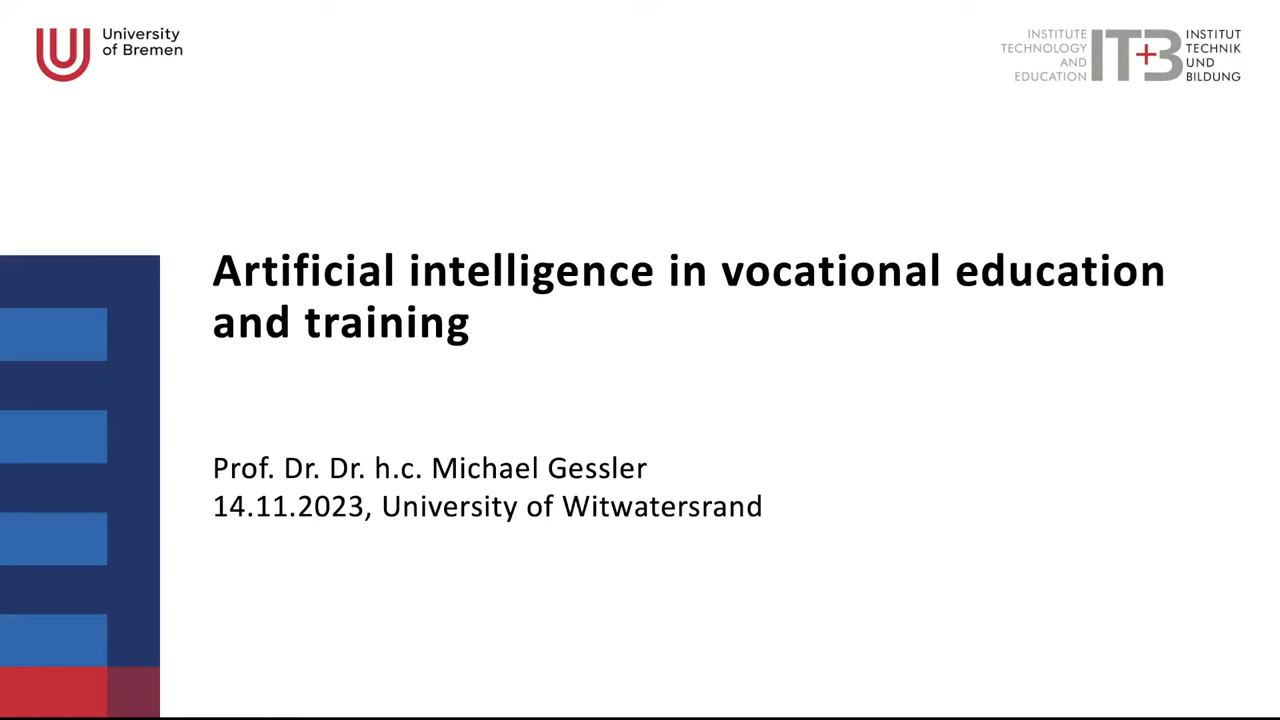 University
of Bremen
INSTITUTE
TECHNOLOGY
AND
EDUCATION
IT+B
INSTITUT
TECHNIK
UND
BILDUNG
Artificial intelligence in vocational education
and training
Prof. Dr. Dr. h.c. Michael Gessler
14.11.2023, University of Witwatersrand